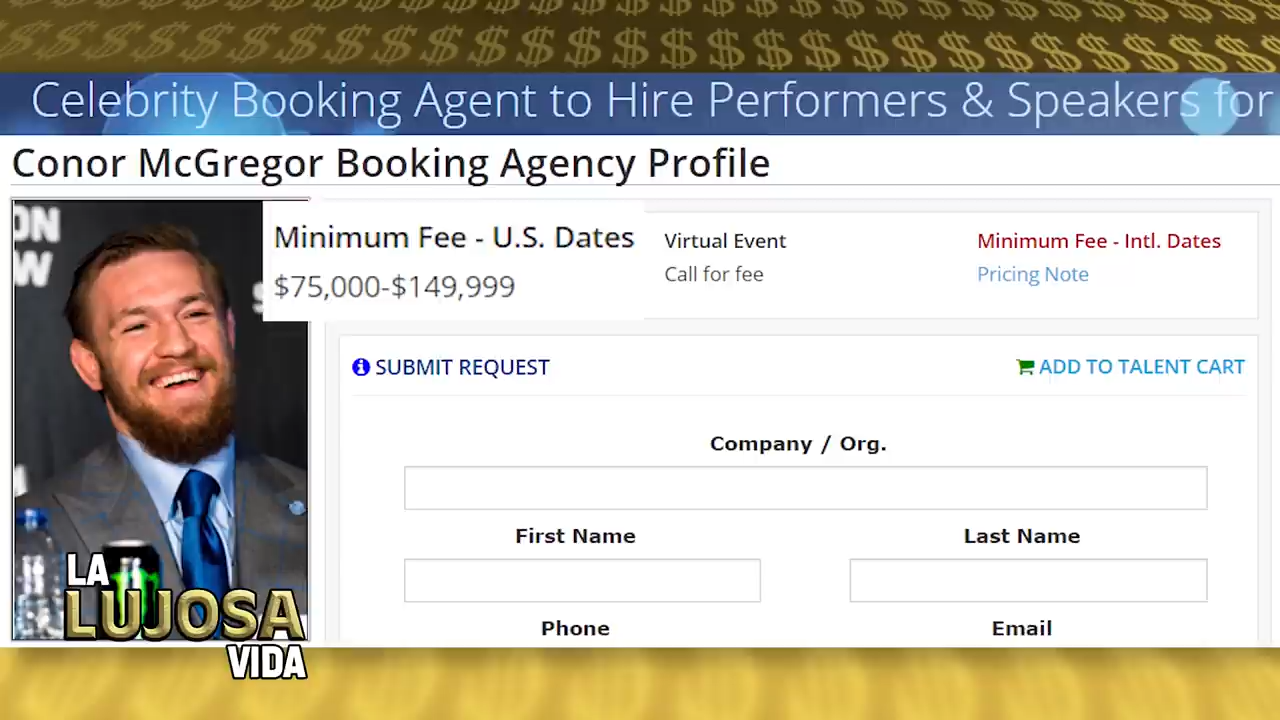 Celebrity Booking Agent to Hire Performers & Speakers for
Conor McGregor Booking Agency Profile
ON
W
Minimum Fee - U.S. Dates
$75,000-$149,999
Virtual Event
Call for fee
Minimum Fee - Intl. Dates
Pricing Note
SUBMIT REQUEST
ADD TO TALENT CART
Company / Org.
First Name
Last Name
Phone
Email
LA
LUJOSA
VIDA